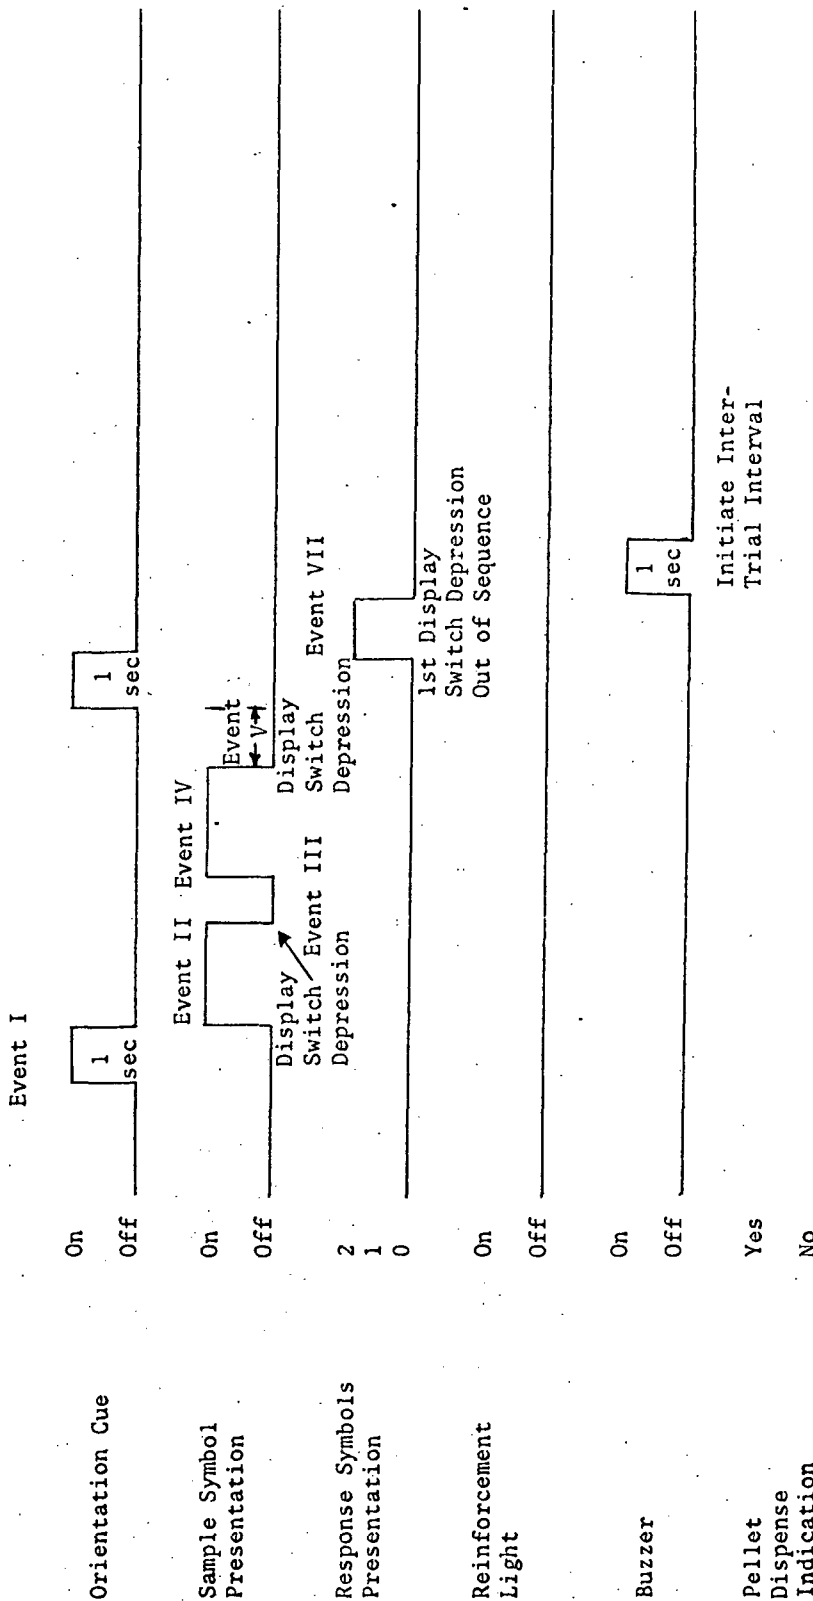 Event I
Orientation Cue
On
Off
1
sec
1
sec
Sample Symbol
Presentation
On
Off
Event II
Event IV
Event
V
Display
Switch
Depression
Event III
Display
Switch
Depression
Response Symbols
Presentation
2
1
0
Event VII
1st Display
Switch Depression
Out of Sequence
Reinforcement
Light
On
Off
Buzzer
On
Off
1
sec
Initiate Inter-
Trial Interval
Pellet
Dispense
Indication
Yes
No